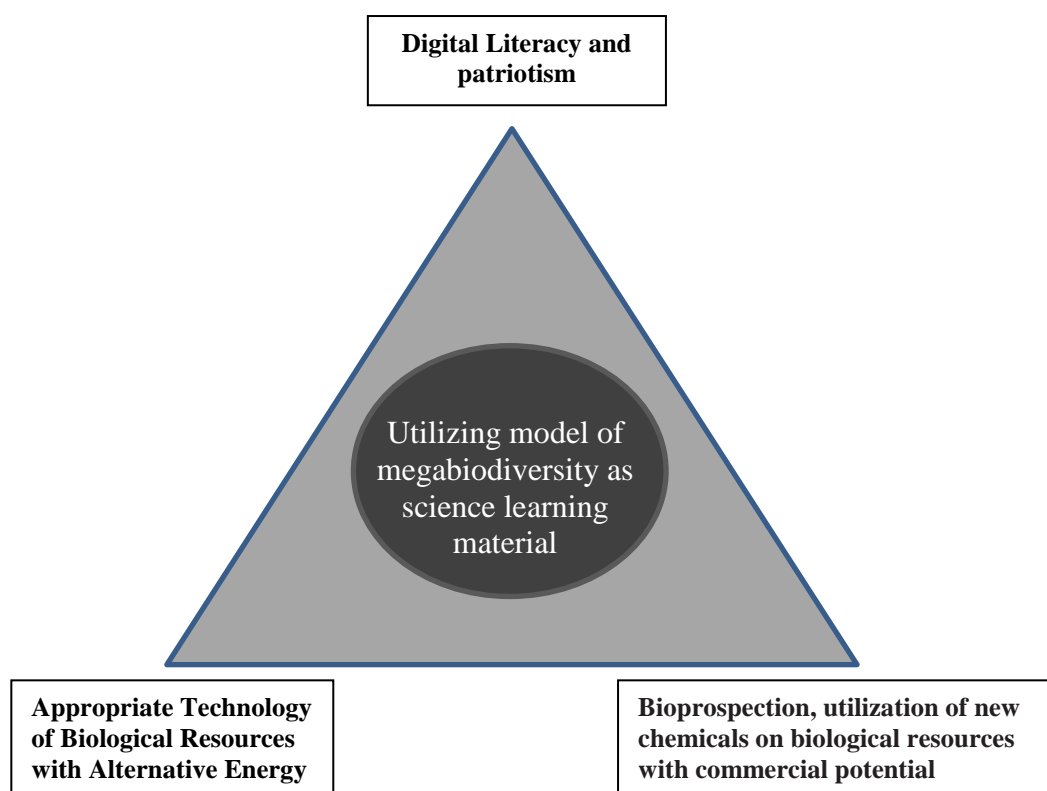 Digital Literacy and
patriotism
Utilizing model of
megabiodiversity as
science learning
material
Appropriate Technology
of Biological Resources
with Alternative Energy
Bioprospection, utilization of new
chemicals on biological resources
with commercial potential